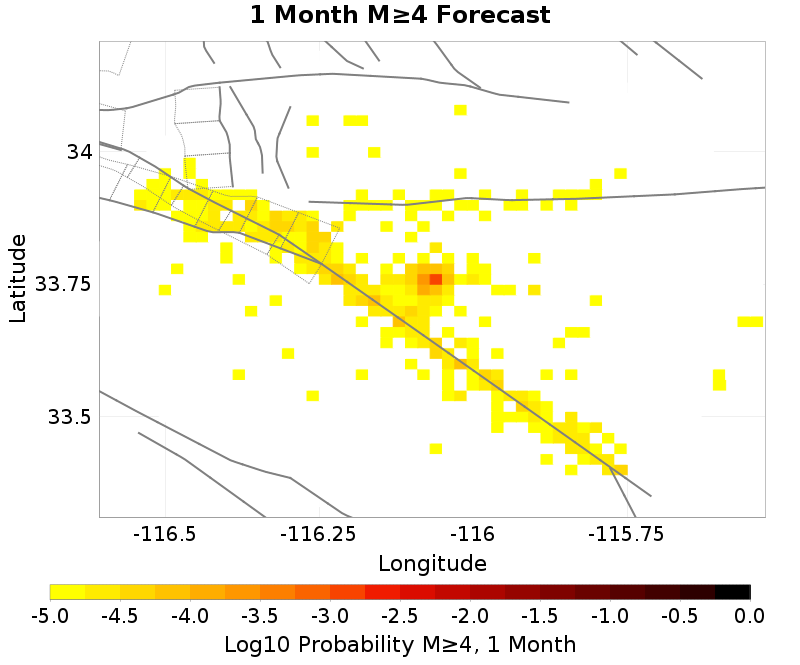 1 Month M≥4 Forecast
Latitude
34
33.75
33.5
-116.5 -116.25 -116 -115.75
Longitude
-5.0 -4.5 -4.0 -3.5 -3.0 -2.5 -2.0 -1.5 -1.0 -0.5 0.0
Log10 Probability M≥4, 1 Month